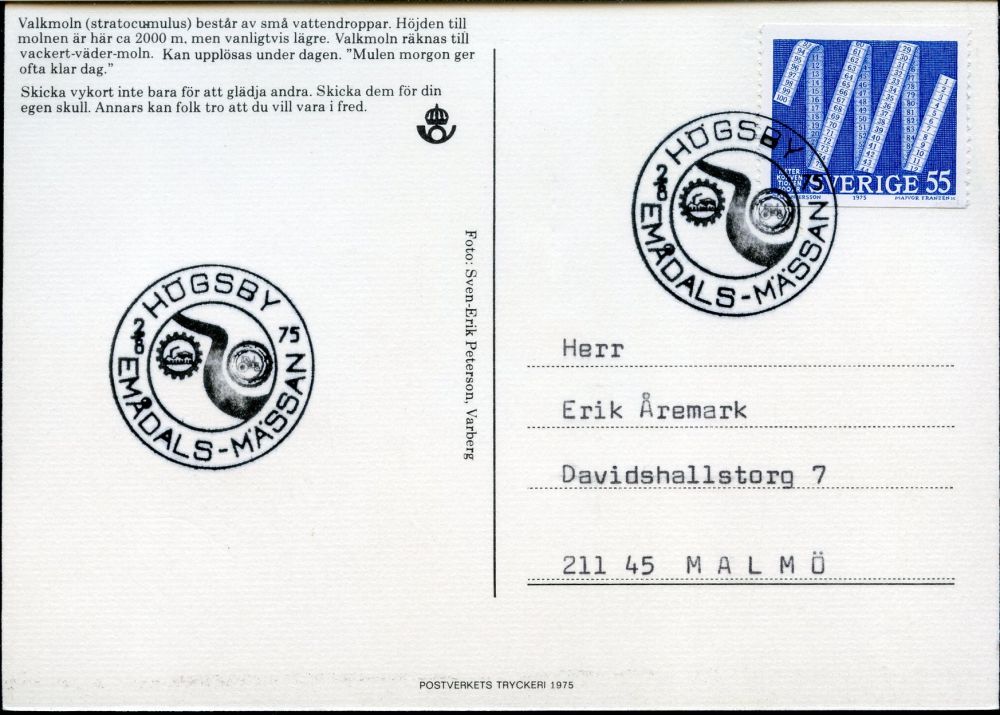 Valkmoln (stratocumulus) består av små vattendroppar. Höjden till
molnen är här ca 2000 m, men vanligtvis lägre. Valkmoln räknas till
vackert-väder-moln. Kan upplösas under dagen. "Mulen morgon ger
ofta klar dag."
Skicka vykort inte bara för att glädja andra. Skicka dem för din
egen skull. Annars kan folk tro att du vill vara i fred.
SVERIGE 55
1975 MAJVOR FRANZÉN SC
HÖGSBY
75
EMÅDALS-MÄSSAN
HÖGSBY
75
EMÅDALS-MÄSSAN
Foto: Sven-Erik Peterson, Varberg
Herr
Erik Åremark
Davidshallstorg 7
211 45 MALMÖ
POSTVERKETS TRYCKERI 1975